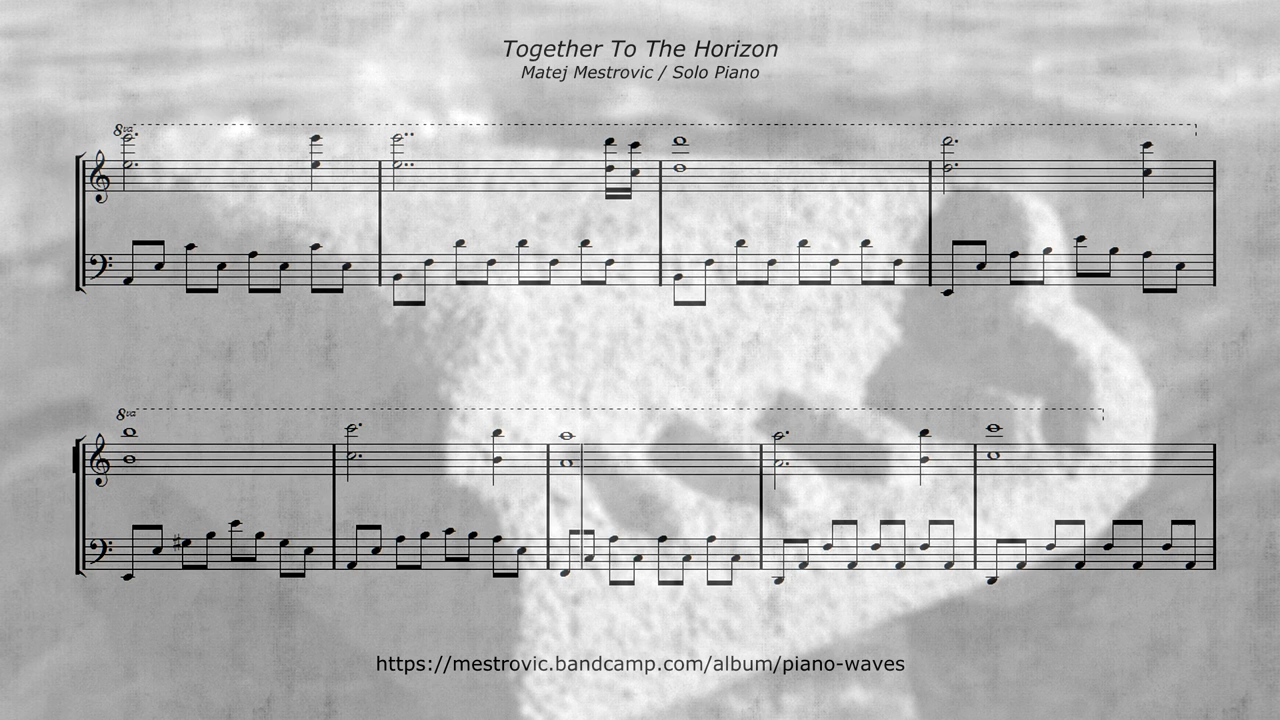 Together To The Horizon
Matej Mestrovic / Solo Piano
8va
8va
https://mestrovic.bandcamp.com/album/piano-waves